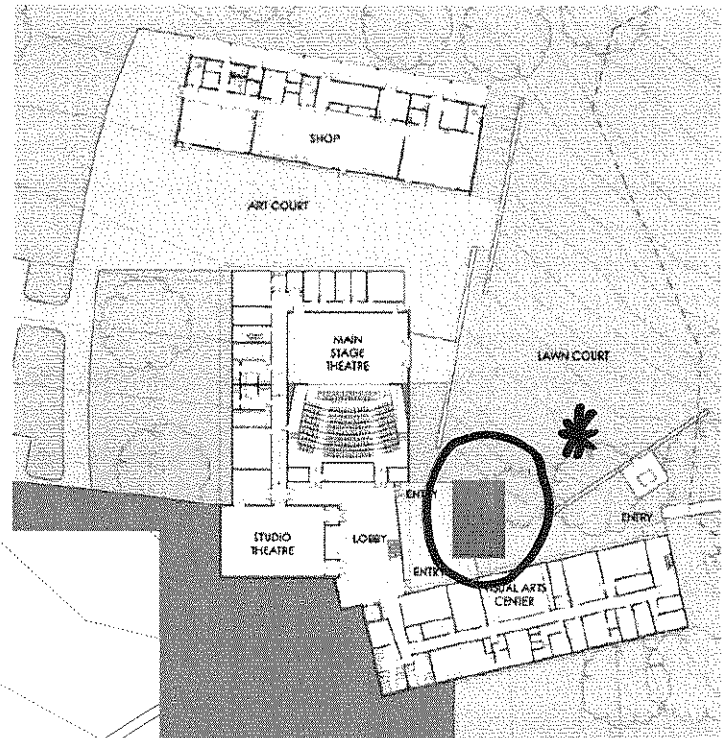 SHOP
ART COURT
MAIN
STAGE
THEATRE
LAWN COURT
ENTRY
ENTRY
STUDIO
THEATRE
LOBBY
ENTRY
VISUAL ARTS
CENTER